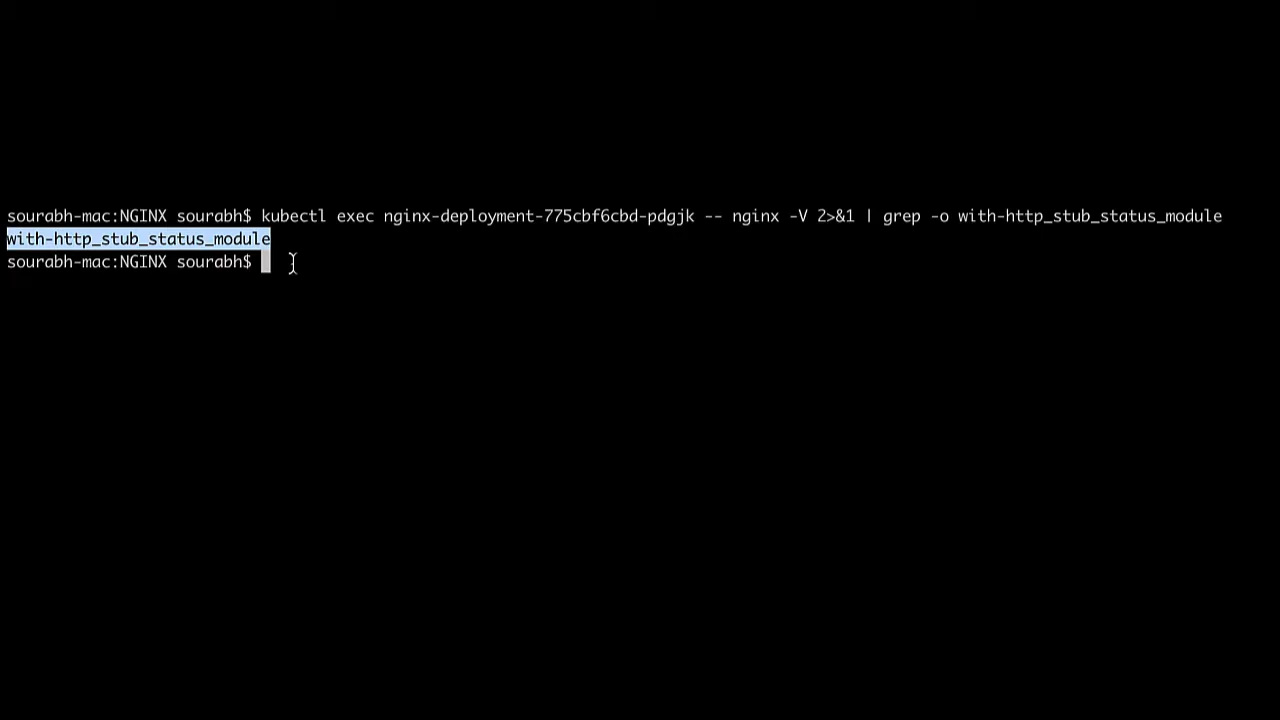 sourabh-mac:NGINX sourabh$ kubectl exec nginx-deployment-775cbf6cbd-pdgjk -- nginx -V 2>&1 | grep -o with-http_stub_status_module
with-http_stub_status_module
sourabh-mac:NGINX sourabh$